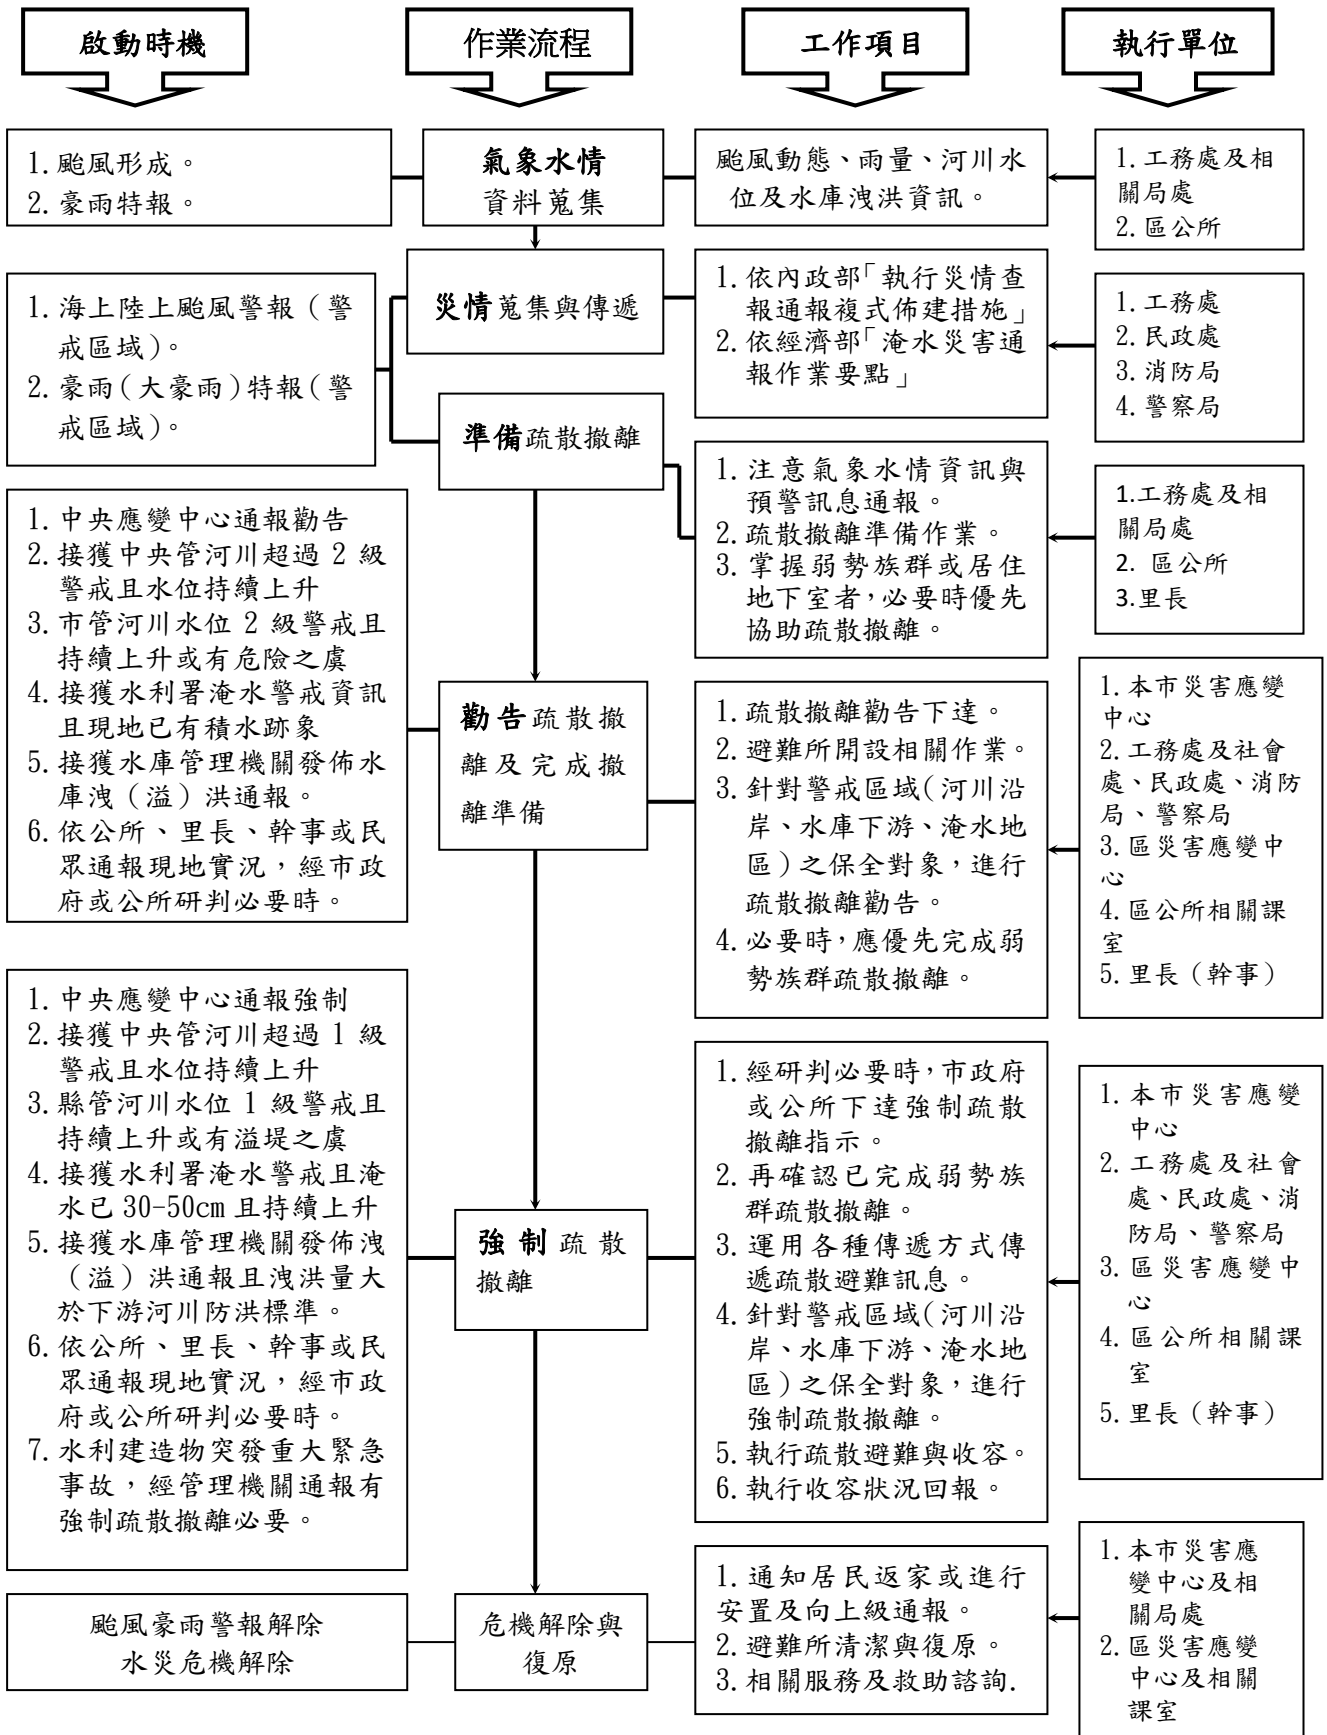 啟動時機
作業流程
工作項目
執行單位
1. 颱風形成。
2. 豪雨特報。
氣象水情
資料蒐集
颱風動態、雨量、河川水
位及水庫洩洪資訊。
1. 工務處及相
關局處
2. 區公所
1. 海上陸上颱風警報（警
戒區域）。
2. 豪雨（大豪雨）特報（警
戒區域）。
災情蒐集與傳遞
1. 依內政部「執行災情查
報通報複式佈建措施」
2. 依經濟部「淹水災害通
報作業要點」
1. 工務處
2. 民政處
3. 消防局
4. 警察局
準備疏散撤離
1. 注意氣象水情資訊與
預警訊息通報。
2. 疏散撤離準備作業。
3. 掌握弱勢族群或居住
地下室者，必要時優先
協助疏散撤離。
1.工務處及相
關局處
2. 區公所
3.里長
1. 中央應變中心通報勸告
2. 接獲中央管河川超過 2 級
警戒且水位持續上升
3. 市管河川水位 2 級警戒且
持續上升或有危險之虞
4. 接獲水利署淹水警戒資訊
且現地已有積水跡象
5. 接獲水庫管理機關發佈水
庫洩（溢）洪通報。
6. 依公所、里長、幹事或民
眾通報現地實況，經市政
府或公所研判必要時。
勸告疏散撤
離及完成撤
離準備
1. 疏散撤離勸告下達。
2. 避難所開設相關作業。
3. 針對警戒區域(河川沿
岸、水庫下游、淹水地
區）之保全對象，進行
疏散撤離勸告。
4. 必要時，應優先完成弱
勢族群疏散撤離。
1. 本市災害應變
中心
2. 工務處及社會
處、民政處、消防
局、警察局
3. 區災害應變中
心
4. 區公所相關課
室
5. 里長（幹事）
1. 中央應變中心通報強制
2. 接獲中央管河川超過 1 級
警戒且水位持續上升
3. 縣管河川水位 1 級警戒且
持續上升或有溢堤之虞
4. 接獲水利署淹水警戒且淹
水已 30-50cm 且持續上升
5. 接獲水庫管理機關發佈洩
（溢）洪通報且洩洪量大
於下游河川防洪標準。
6. 依公所、里長、幹事或民
眾通報現地實況，經市政
府或公所研判必要時。
7. 水利建造物突發重大緊急
事故，經管理機關通報有
強制疏散撤離必要。
強制疏散
撤離
1. 經研判必要時，市政府
或公所下達強制疏散
撤離指示。
2. 再確認已完成弱勢族
群疏散撤離。
3. 運用各種傳遞方式傳
遞疏散避難訊息。
4. 針對警戒區域(河川沿
岸、水庫下游、淹水地
區）之保全對象，進行
強制疏散撤離。
5. 執行疏散避難與收容。
6. 執行收容狀況回報。
1. 本市災害應變
中心
2. 工務處及社會
處、民政處、消
防局、警察局
3. 區災害應變中
心
4. 區公所相關課
室
5. 里長（幹事）
颱風豪雨警報解除
水災危機解除
危機解除與
復原
1. 通知居民返家或進行
安置及向上級通報。
2. 避難所清潔與復原。
3. 相關服務及救助諮詢.
1. 本市災害應
變中心及相
關局處
2. 區災害應變
中心及相關
課室